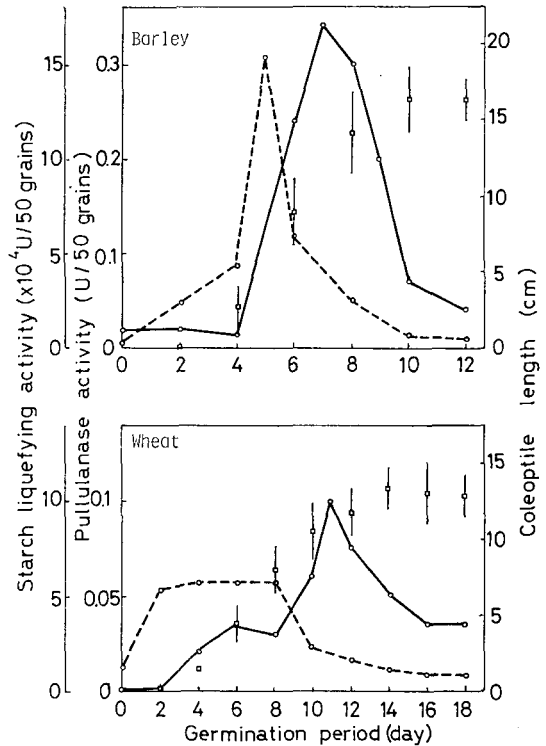 Barley
15
10
5
0
0.3
0.2
0.1
0
20
15
10
5
0
0 2 4 6 8 10 12
Wheat
10
5
0
0.1
0.05
0
15
10
5
0
0 2 4 6 8 10 12 14 16 18
Germination period (day)
Starch liquefying activity (x10⁴U/50 grains)
Pullulanase activity (U/50 grains)
Coleoptile length (cm)